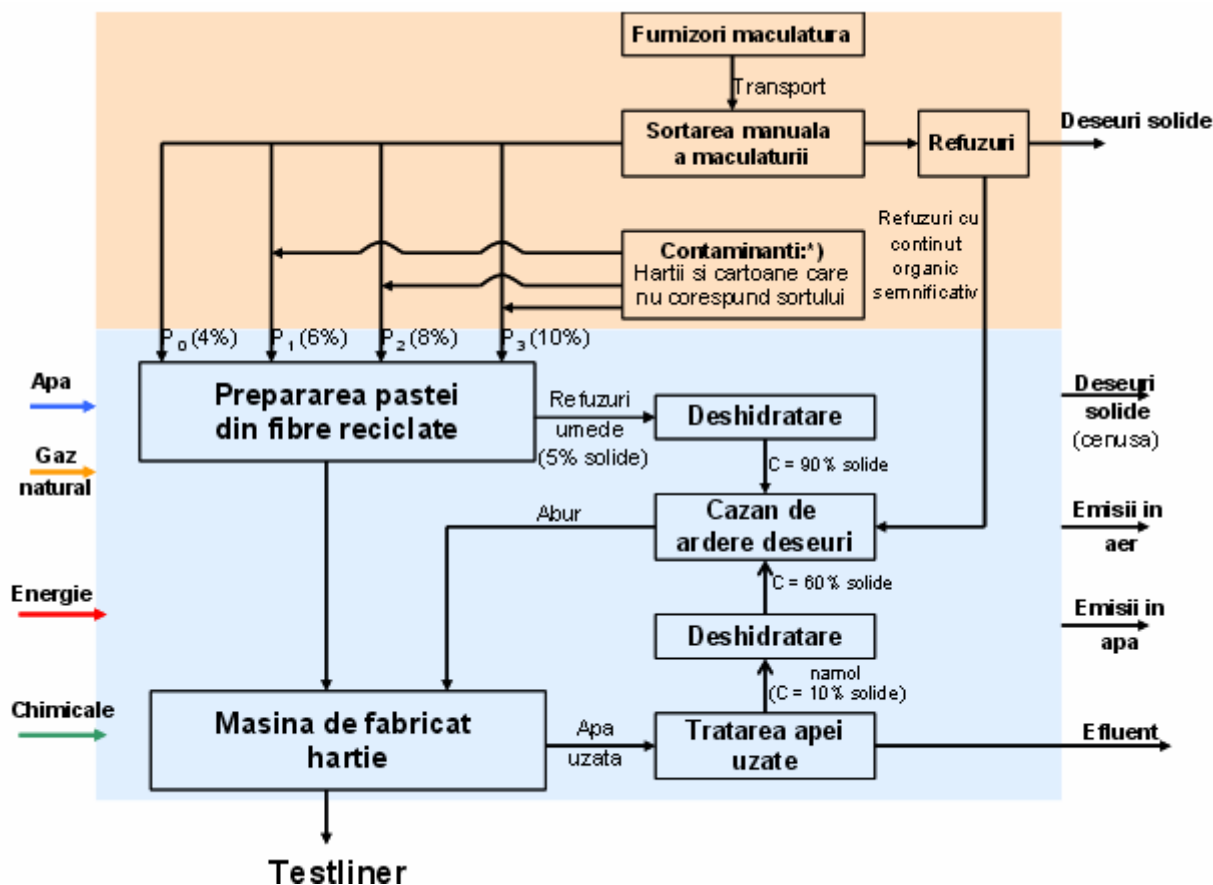 Furnizori maculatura
Transport
Sortarea manuala
a maculaturii
Refuzuri
Deseuri solide
Refuzuri cu
continut
organic
semnificativ
Contaminanti:*)
Hartii si cartoane care
nu corespund sortului
P0 (4%)
P1 (6%)
P2 (8%)
P3 (10%)
Apa
Gaz
natural
Energie
Chimicale
Prepararea pastei
din fibre reciclate
Refuzuri
umede
(5% solide)
Deshidratare
C = 90% solide
Deseuri
solide
(cenusa)
Abur
Cazan de
ardere deseuri
Emisii in
aer
C = 60% solide
Deshidratare
Emisii in
apa
namol
(C = 10% solide)
Masina de fabricat
hartie
Apa
uzata
Tratarea apei
uzate
Efluent
Testliner